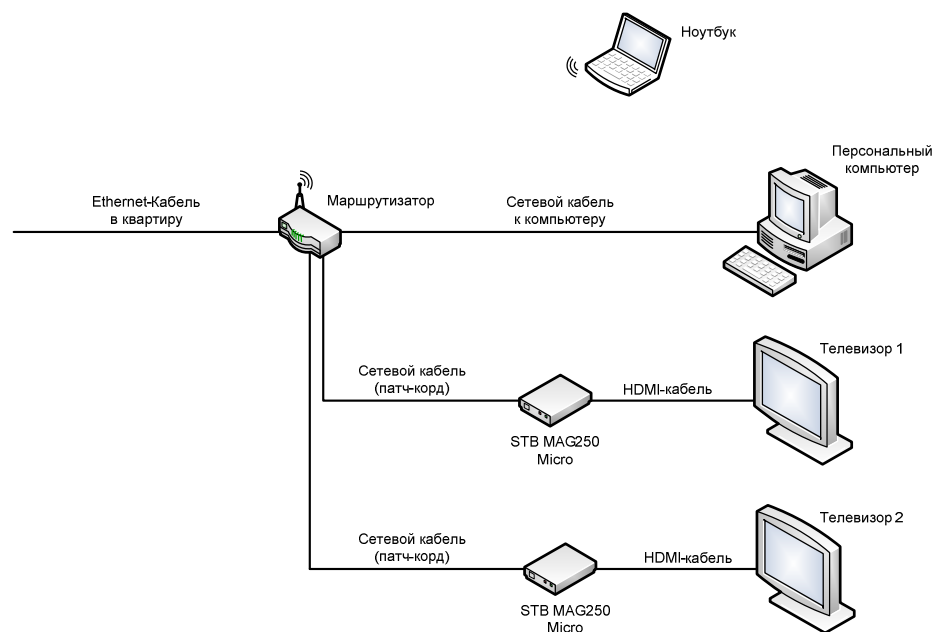 Ноутбук
Персональный
компьютер
Ethernet-Кабель
в квартиру
Маршрутизатор
Сетевой кабель
к компьютеру
Телевизор 1
Сетевой кабель
(патч-корд)
HDMI-кабель
STB MAG250
Micro
Телевизор 2
Сетевой кабель
(патч-корд)
HDMI-кабель
STB MAG250
Micro